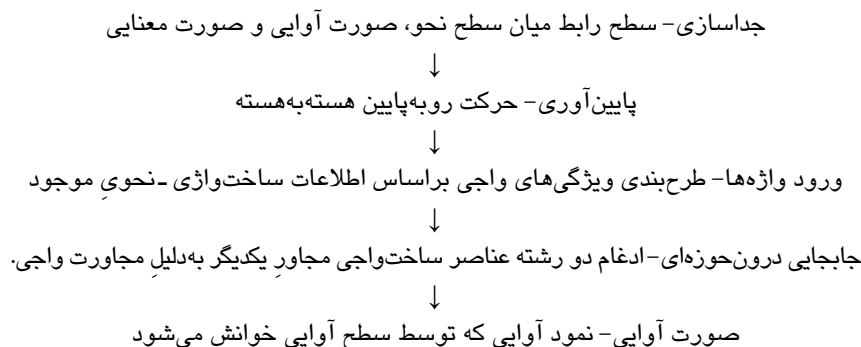 جداسازی- سطح رابط میان سطح نحو، صورت آوایی و صورت معنایی
↓
پایین‌آوری- حرکت روبه‌پایین هسته‌به‌هسته
↓
ورود واژه‌ها- طرح‌بندی ویژگی‌های واجی براساس اطلاعات ساخت‌واژی ـ نحویِ موجود
↓
جابجایی درون‌حوزه‌ای- ادغام دو رشته عناصر ساخت‌واجی مجاورِ یکدیگر به‌دلیلِ مجاورت واجی.
↓
صورت آوایی- نمود آوایی که توسط سطح آوایی خوانش می‌شود